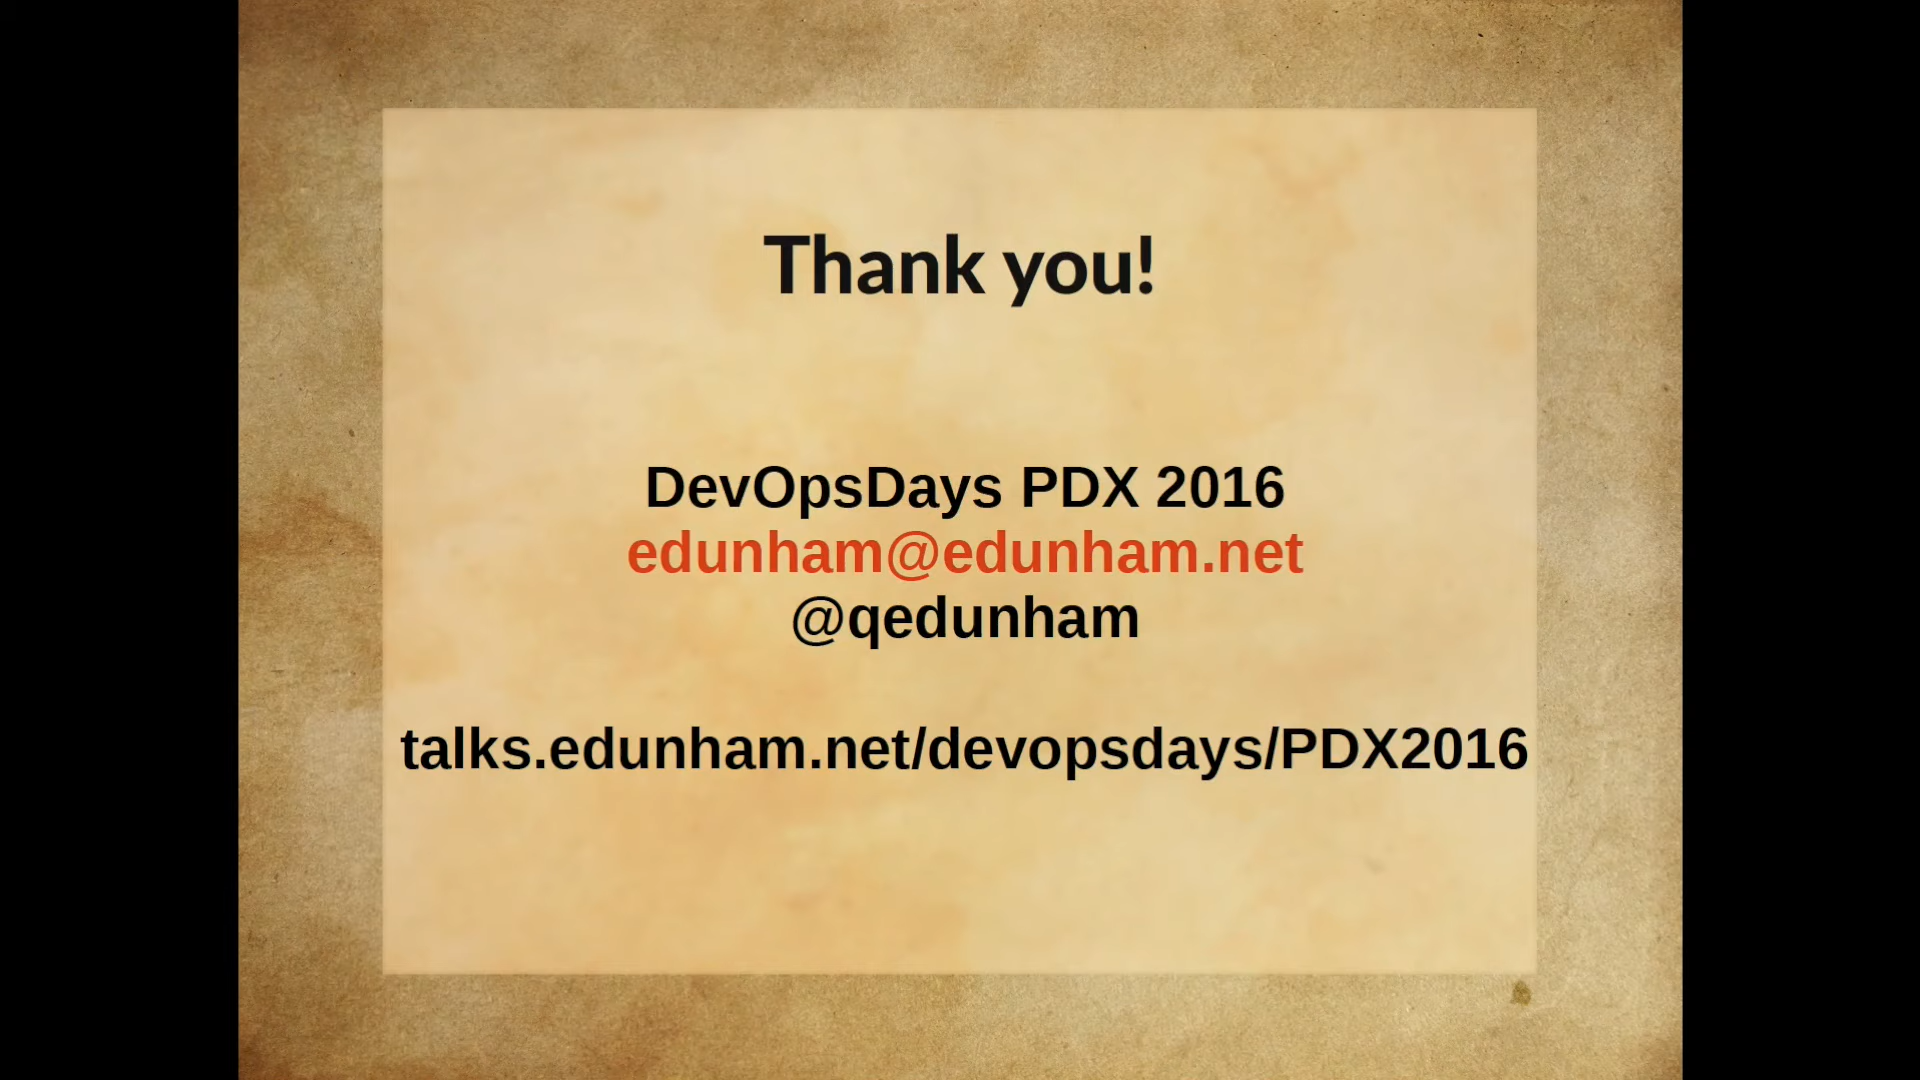 Thank you!
DevOpsDays PDX 2016
edunham@edunham.net
@qedunham
talks.edunham.net/devopsdays/PDX2016